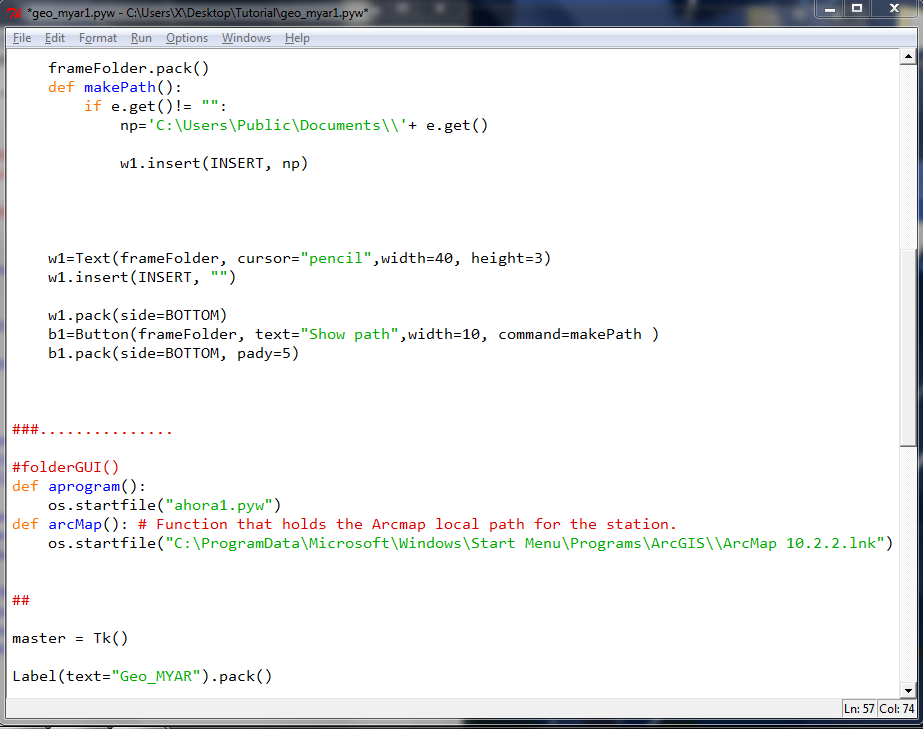 *geo_myar1.pyw - C:\Users\X\Desktop\Tutorial\geo_myar1.pyw*
File Edit Format Run Options Windows Help
frameFolder.pack()
def makePath():
if e.get()!= "":
np='C:\Users\Public\Documents\\'+ e.get()
w1.insert(INSERT, np)
w1=Text(frameFolder, cursor="pencil",width=40, height=3)
w1.insert(INSERT, "")
w1.pack(side=BOTTOM)
b1=Button(frameFolder, text="Show path",width=10, command=makePath )
b1.pack(side=BOTTOM, pady=5)
###...............
#folderGUI()
def aprogram():
os.startfile("ahora1.pyw")
def arcMap(): # Function that holds the Arcmap local path for the station.
os.startfile("C:\ProgramData\Microsoft\Windows\Start Menu\Programs\ArcGIS\\ArcMap 10.2.2.lnk")
##
master = Tk()
Label(text="Geo_MYAR").pack()
Ln: 57 Col: 74